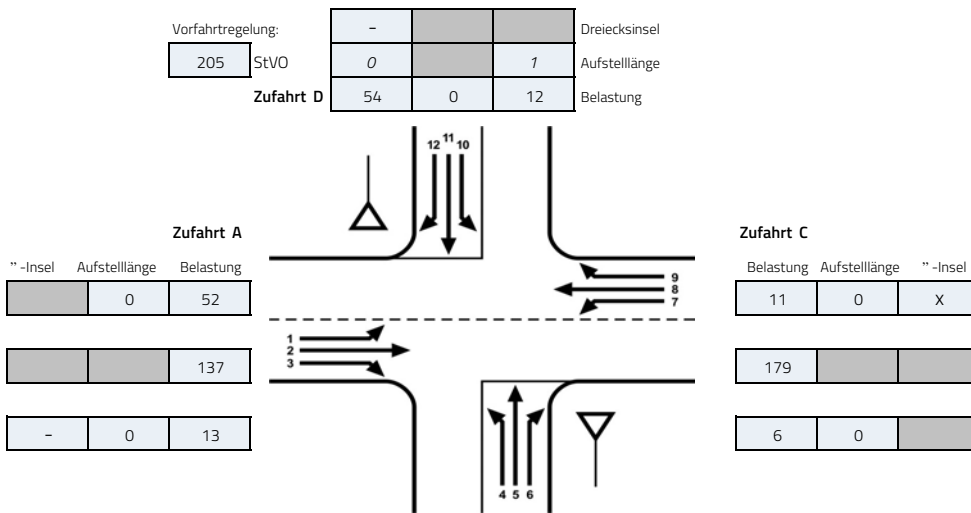 Vorfahrtregelung: - Dreiecksinsel
205 StVO 0 1 Aufstelllänge
Zufahrt D 54 0 12 Belastung
12 11 10
Zufahrt A Zufahrt C
"-Insel Aufstelllänge Belastung Belastung Aufstelllänge "-Insel
0 52 9 11 0 X
8
7
1
2 137 179
3
- 0 13 6 0
4 5 6